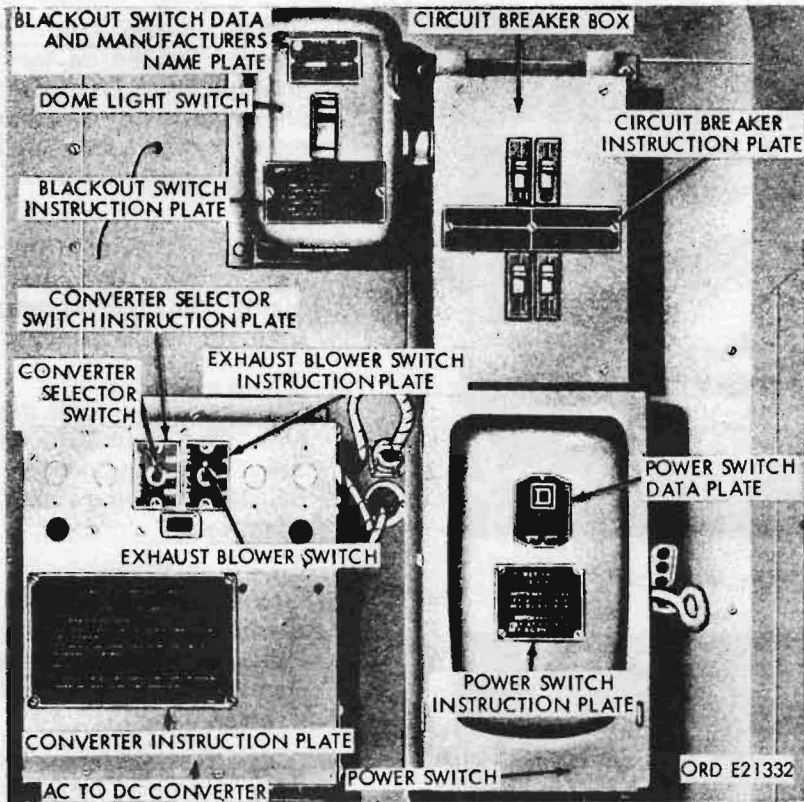 BLACKOUT SWITCH DATA
AND MANUFACTURERS
NAME PLATE
CIRCUIT BREAKER BOX
DOME LIGHT SWITCH
CIRCUIT BREAKER
INSTRUCTION PLATE
BLACKOUT SWITCH
INSTRUCTION PLATE
CONVERTER SELECTOR
SWITCH INSTRUCTION PLATE
EXHAUST BLOWER SWITCH
INSTRUCTION PLATE
CONVERTER
SELECTOR
SWITCH
POWER SWITCH
DATA PLATE
EXHAUST BLOWER SWITCH
POWER SWITCH
INSTRUCTION PLATE
CONVERTER INSTRUCTION PLATE
AC TO DC CONVERTER
POWER SWITCH
ORD E21332